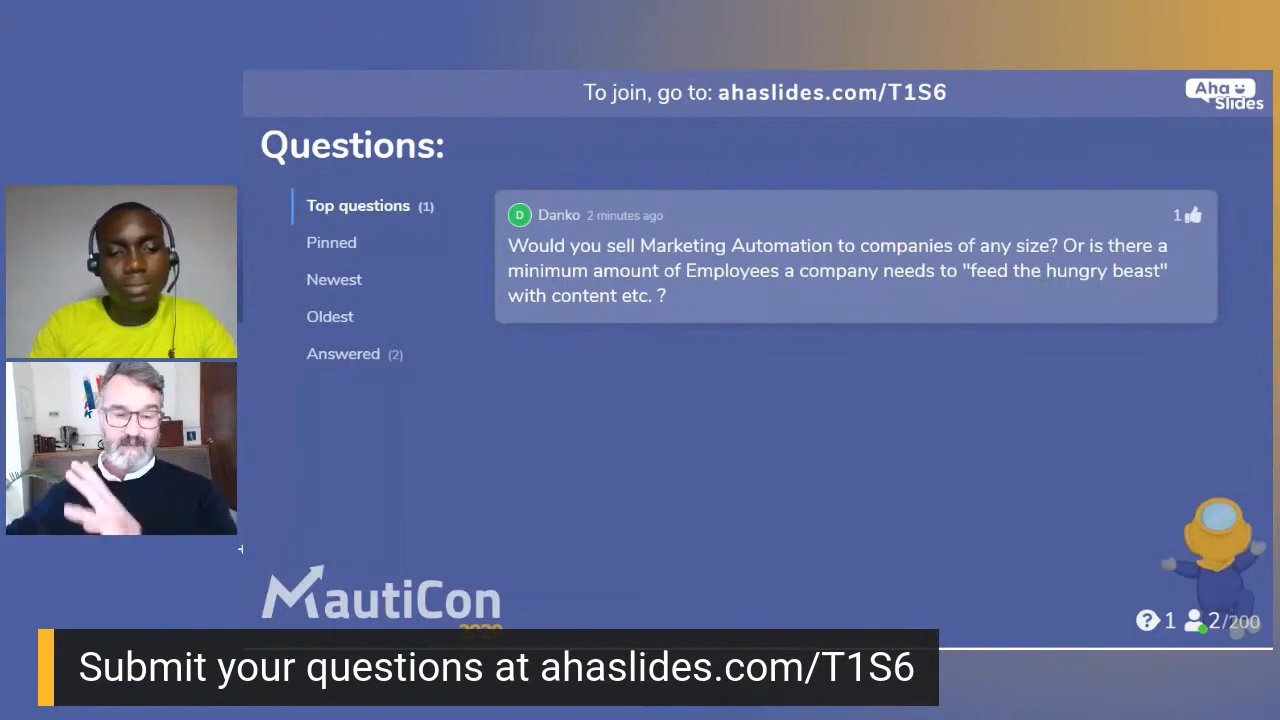 To join, go to: ahaslides.com/T1S6
Aha
Slides
Questions:
Top questions (1)
Pinned
Newest
Oldest
Answered (2)
D Danko 2 minutes ago
1
Would you sell Marketing Automation to companies of any size? Or is there a
minimum amount of Employees a company needs to "feed the hungry beast"
with content etc. ?
MautiCon
2020
? 1 2/200
Submit your questions at ahaslides.com/T1S6